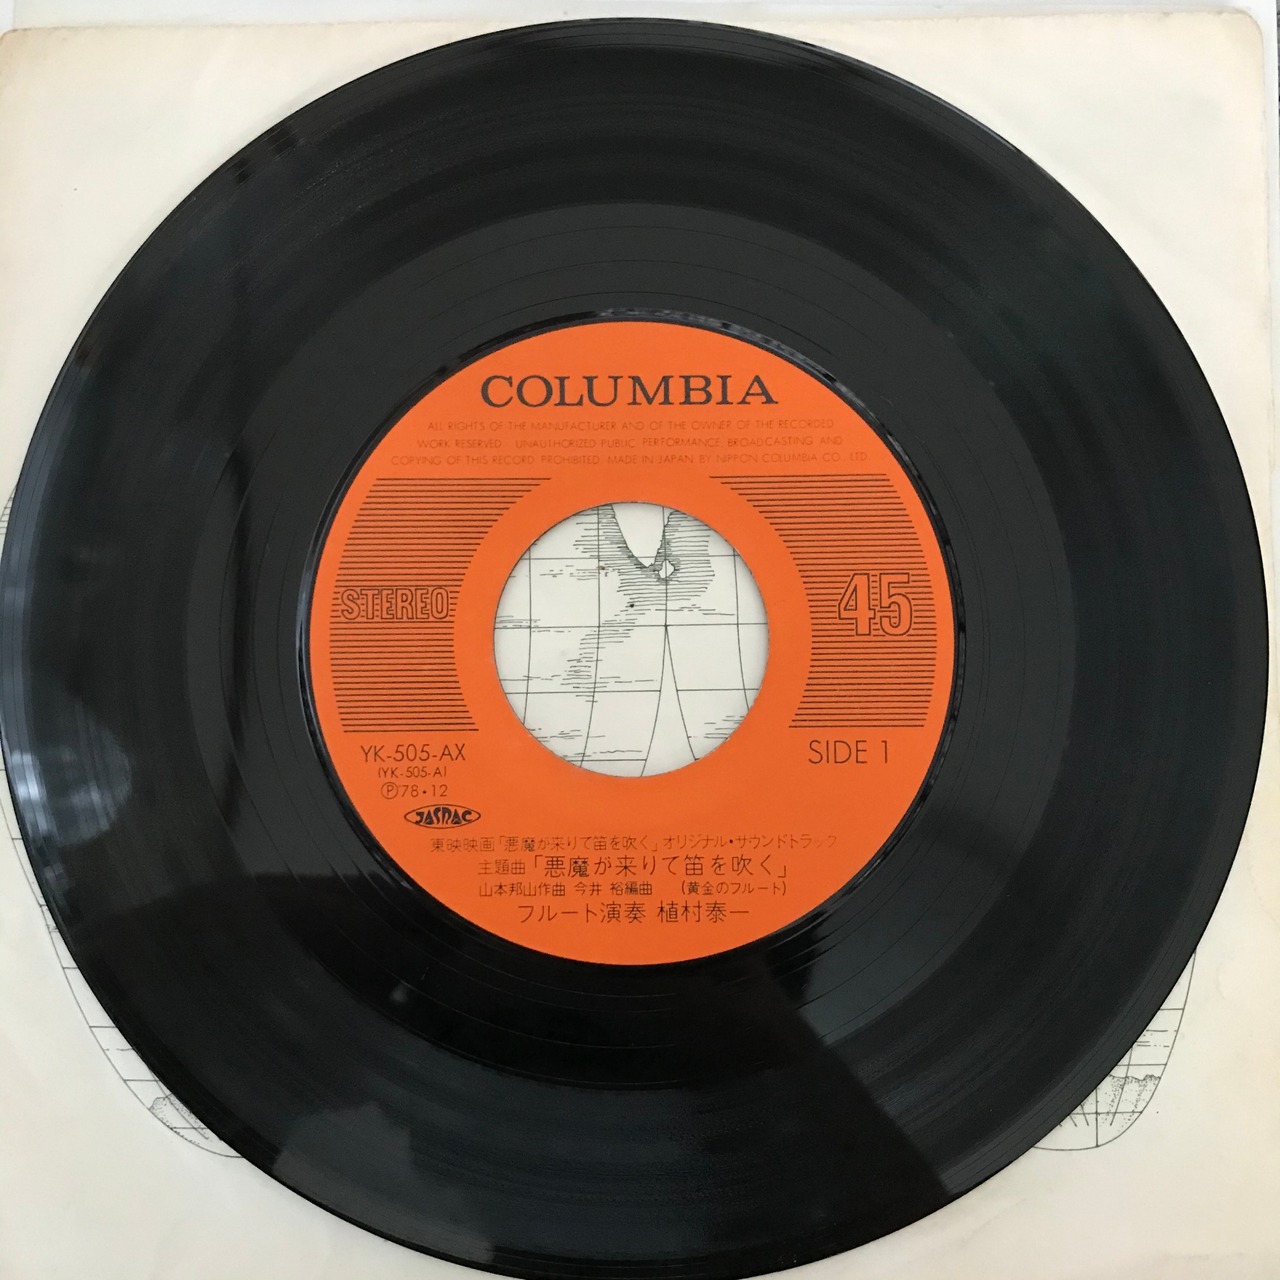 COLUMBIA
ALL RIGHTS OF THE MANUFACTURER AND OF THE OWNER OF THE RECORDED
WORK RESERVED UNAUTHORIZED PUBLIC PERFORMANCE, BROADCASTING AND
COPYING OF THIS RECORD PROHIBITED MADE IN JAPAN BY NIPPON COLUMBIA CO., LTD.
STEREO
45
YK-505-AX
(YK-505-A)
SIDE 1
Ⓟ78・12
JASRAC
東映映画「悪魔が来りて笛を吹く」オリジナル・サウンドトラック
主題曲「悪魔が来りて笛を吹く」
山本邦山作曲 今井 裕編曲 (黄金のフルート)
フルート演奏 植村泰一